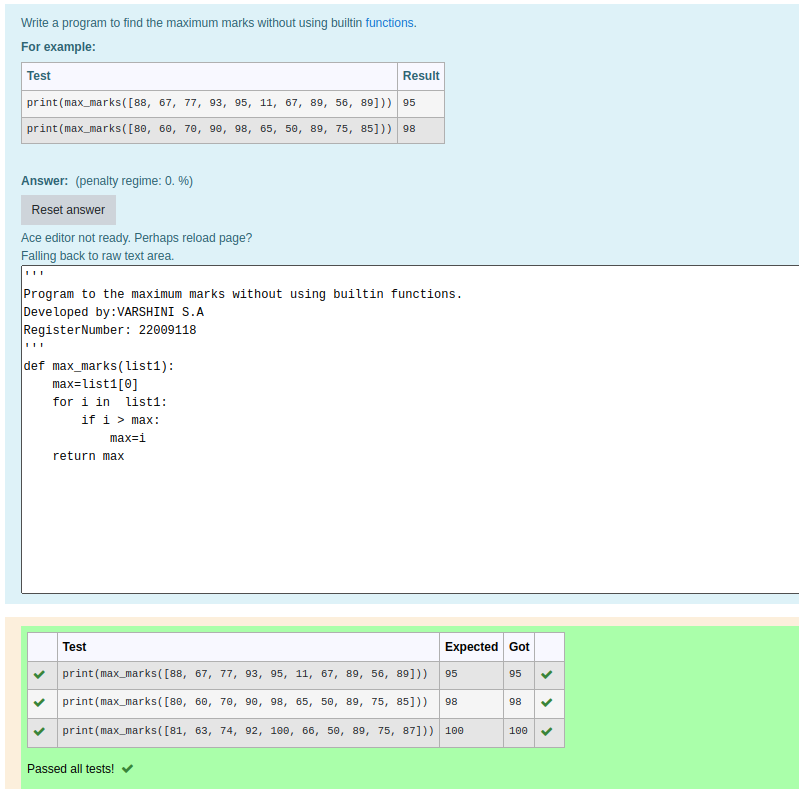 Write a program to find the maximum marks without using builtin functions.
For example:
Test Result
print(max_marks([88, 67, 77, 93, 95, 11, 67, 89, 56, 89])) 95
print(max_marks([80, 60, 70, 90, 98, 65, 50, 89, 75, 85])) 98
Answer: (penalty regime: 0. %)
Reset answer
Ace editor not ready. Perhaps reload page?
Falling back to raw text area.
'''
Program to the maximum marks without using builtin functions.
Developed by:VARSHINI S.A
RegisterNumber: 22009118
'''
def max_marks(list1):
    max=list1[0]
    for i in  list1:
        if i > max:
            max=i
    return max
Test Expected Got
print(max_marks([88, 67, 77, 93, 95, 11, 67, 89, 56, 89])) 95 95
print(max_marks([80, 60, 70, 90, 98, 65, 50, 89, 75, 85])) 98 98
print(max_marks([81, 63, 74, 92, 100, 66, 50, 89, 75, 87])) 100 100
Passed all tests!